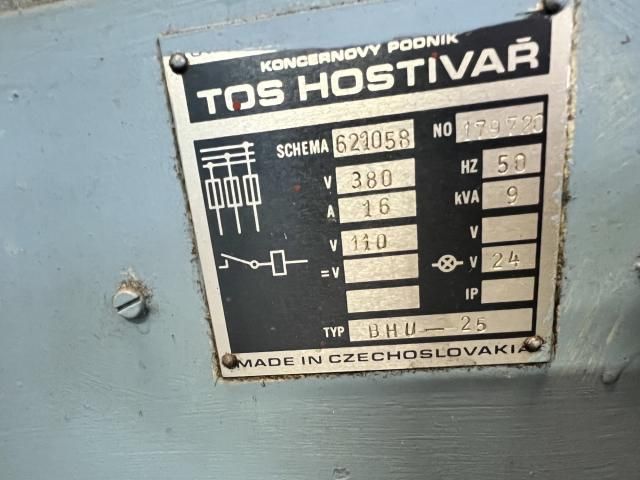 KONCERNOVÝ PODNIK
TOS HOSTIVAŘ
SCHEMA 621058 NO 179720
V 380 HZ 50
A 16 kVA 9
V 110 V
=V V 24
IP
TYP BHU-25
MADE IN CZECHOSLOVAKIA